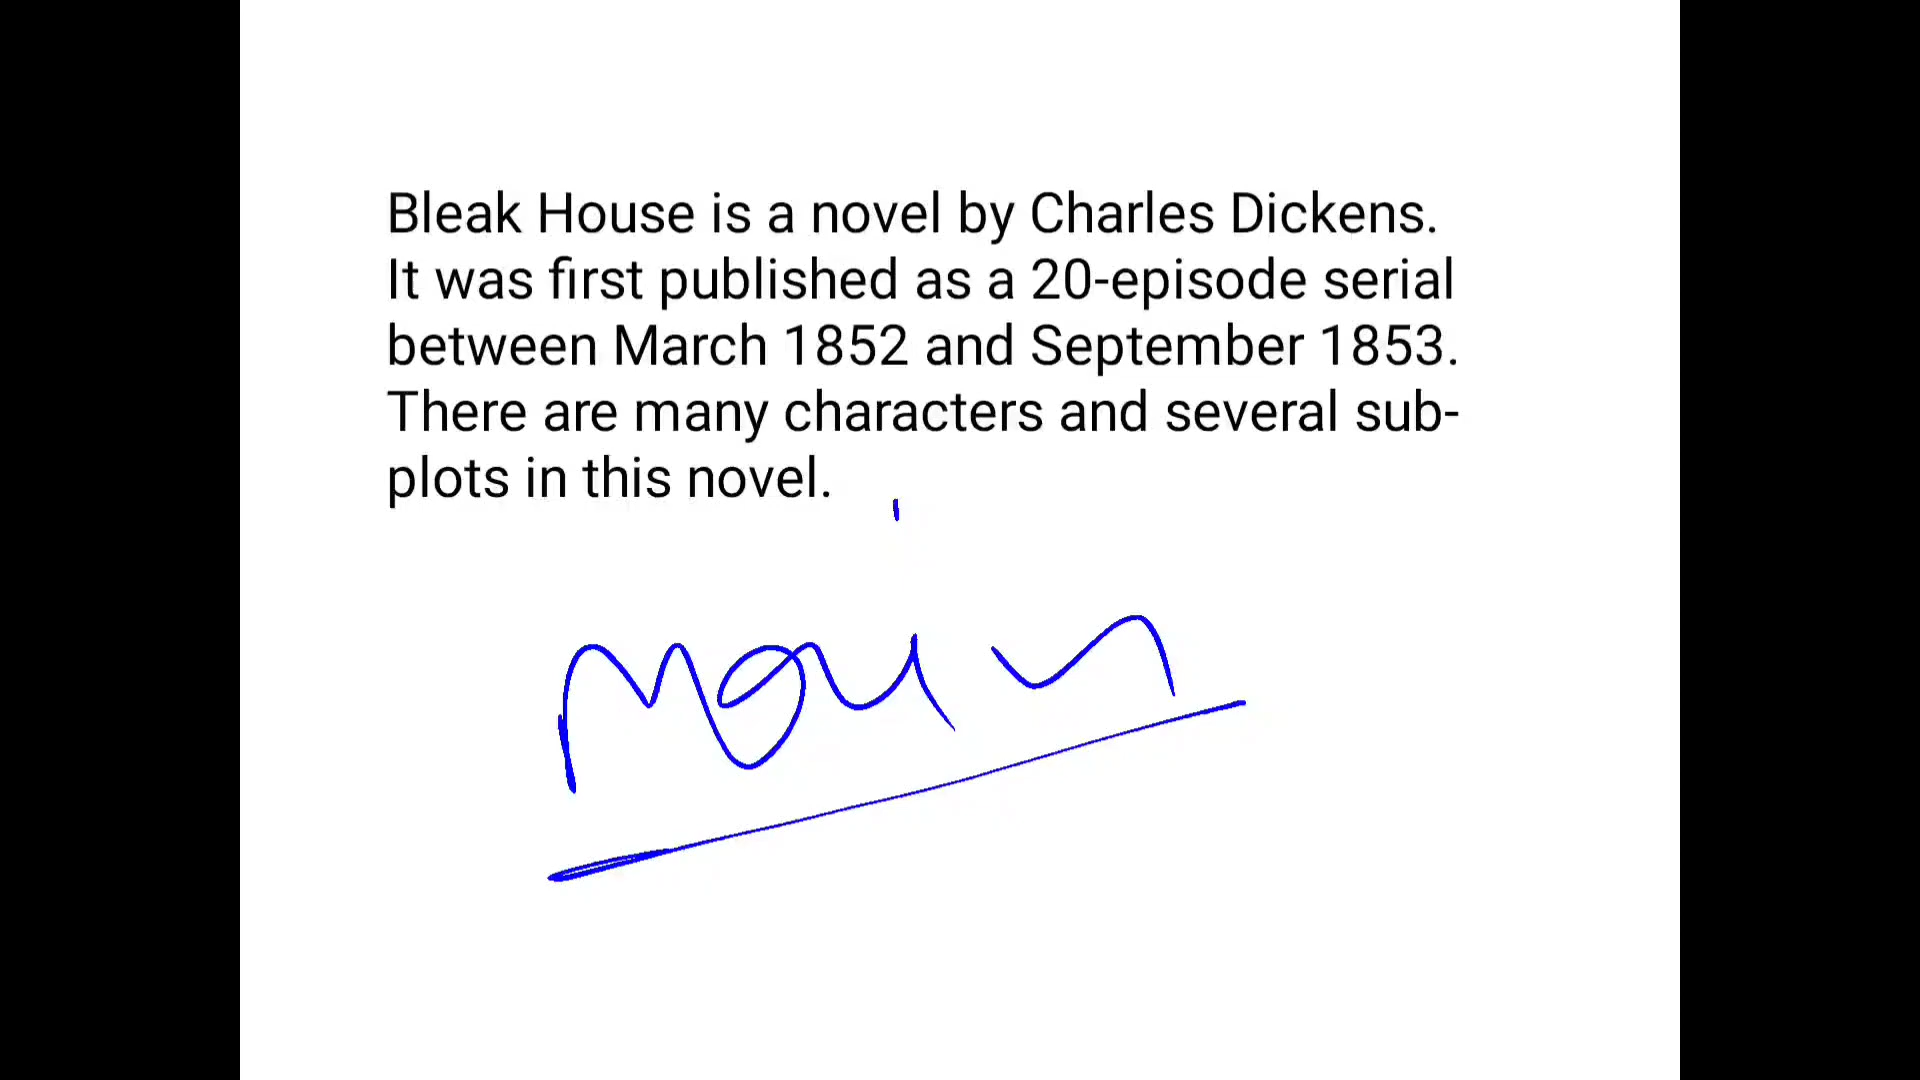 Bleak House is a novel by Charles Dickens.
It was first published as a 20-episode serial
between March 1852 and September 1853.
There are many characters and several sub-
plots in this novel.